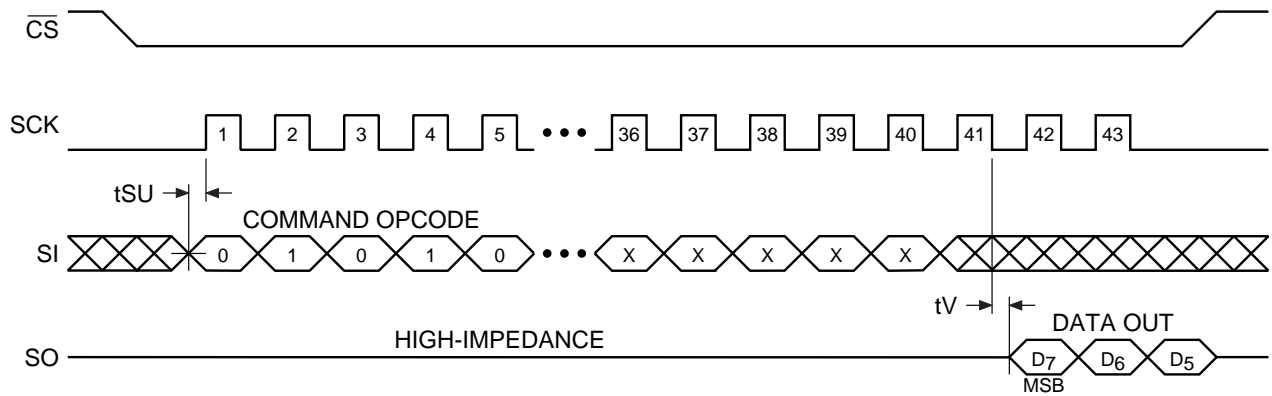 CS
SCK 1 2 3 4 5 ••• 36 37 38 39 40 41 42 43
tSU
COMMAND OPCODE
SI 0 1 0 1 0 ••• X X X X X
tV
HIGH-IMPEDANCE DATA OUT
SO D7 D6 D5
MSB